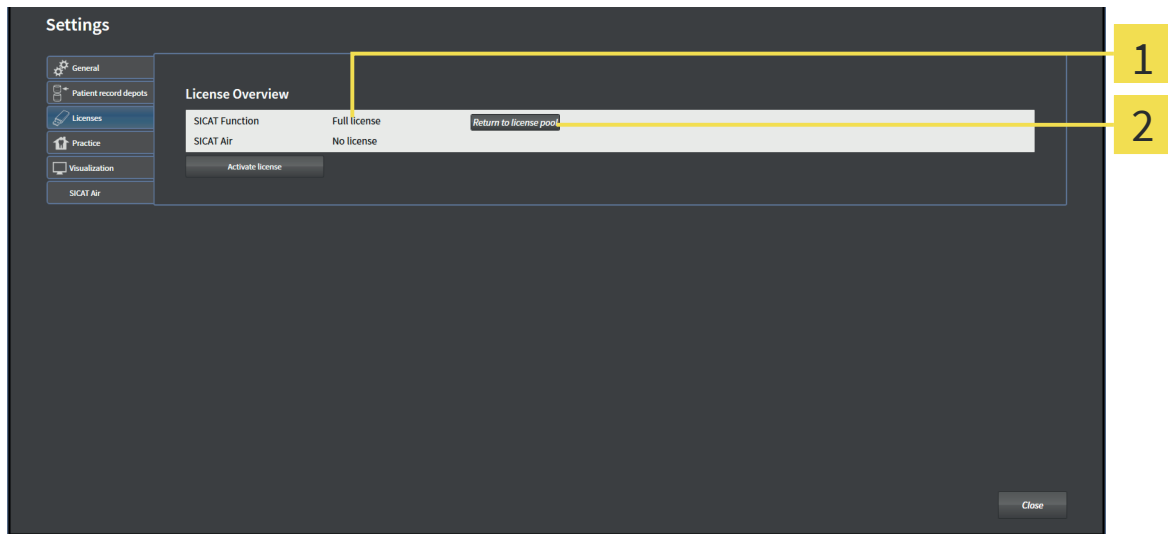 Settings
General
Patient record depots
Licenses
Practice
Visualization
SICAT Air
License Overview
SICAT Function Full license Return to license pool
SICAT Air No license
Activate license
Close
1
2